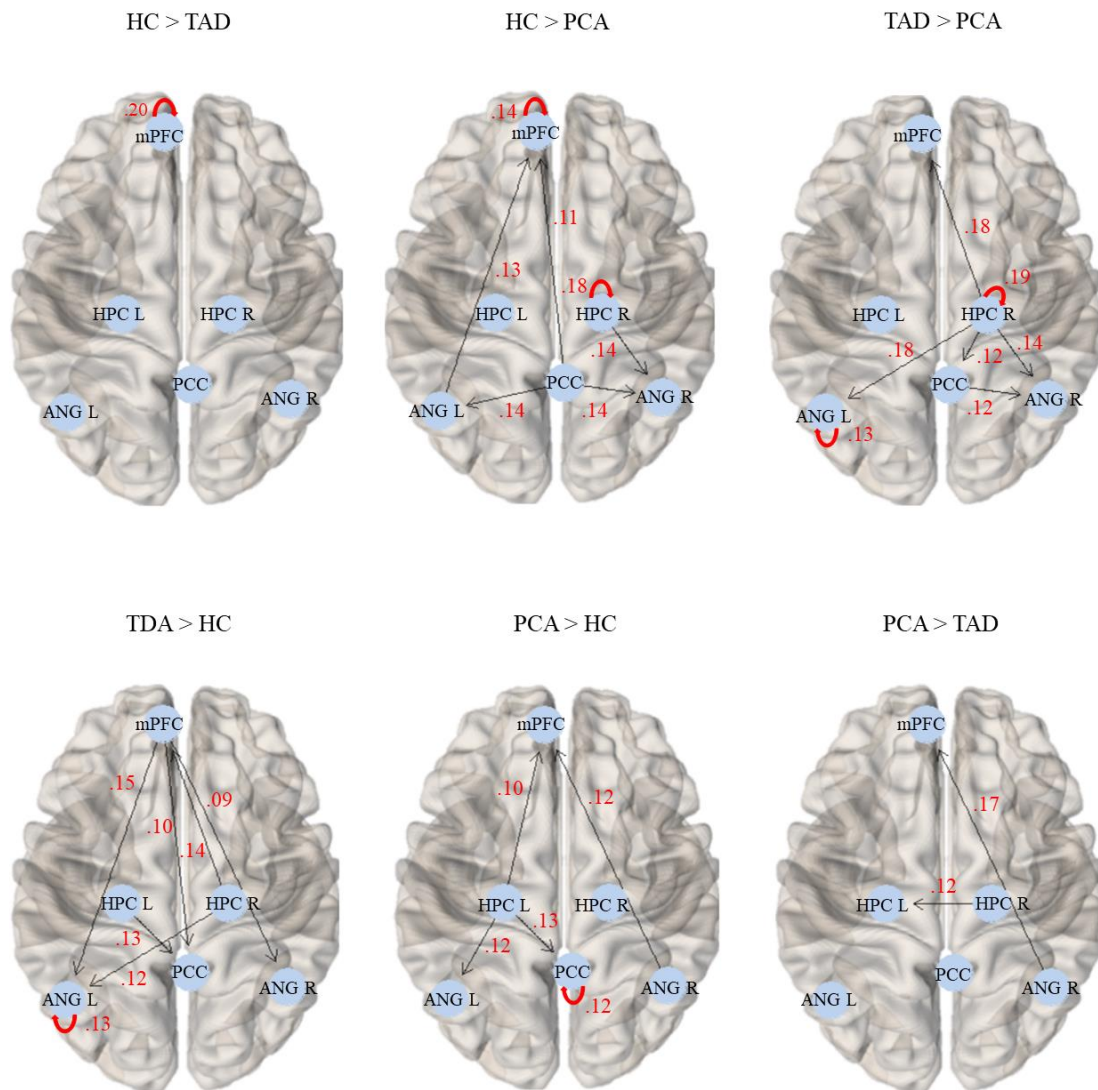 HC > TAD
HC > PCA
TAD > PCA
.20
mPFC
HPC L
HPC R
PCC
ANG L
ANG R
.14
mPFC
.11
.13
.18
HPC L
HPC R
.14
PCC
ANG L
ANG R
.14
.14
mPFC
.18
.19
HPC L
HPC R
.18
.12
.14
PCC
ANG R
ANG L
.12
.13
TDA > HC
PCA > HC
PCA > TAD
mPFC
.15
.09
.10
.14
HPC L
HPC R
.13
.12
PCC
ANG L
ANG R
.13
mPFC
.10
.12
HPC L
HPC R
.13
.12
PCC
ANG L
ANG R
.12
mPFC
.17
.12
HPC L
HPC R
PCC
ANG L
ANG R